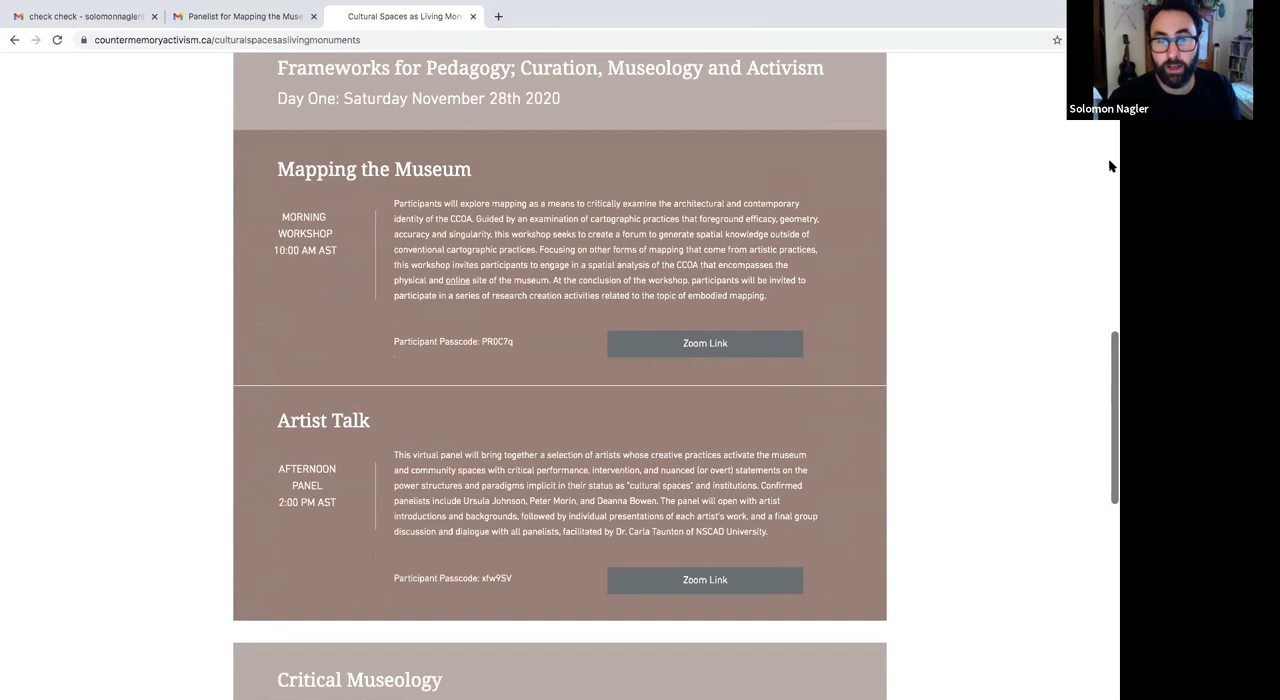 check check - solomonnagler
Panelist for Mapping the Muse
Cultural Spaces as Living Mon
countermemoryactivism.ca/culturalspacesaslivingmonuments
Solomon Nagler
Frameworks for Pedagogy; Curation, Museology and Activism
Day One: Saturday November 28th 2020
Mapping the Museum
MORNING
WORKSHOP
10:00 AM AST
Participants will explore mapping as a means to critically examine the architectural and contemporary
identity of the CCOA. Guided by an examination of cartographic practices that foreground efficacy, geometry,
accuracy and singularity, this workshop seeks to create a forum to generate spatial knowledge outside of
conventional cartographic practices. Focusing on other forms of mapping that come from artistic practices,
this workshop invites participants to engage in a spatial analysis of the CCOA that encompasses the
physical and online site of the museum. At the conclusion of the workshop, participants will be invited to
participate in a series of research creation activities related to the topic of embodied mapping.
Participant Passcode: PR0C7q
Zoom Link
Artist Talk
AFTERNOON
PANEL
2:00 PM AST
This virtual panel will bring together a selection of artists whose creative practices activate the museum
and community spaces with critical performance, intervention, and nuanced (or overt) statements on the
power structures and paradigms implicit in their status as "cultural spaces" and institutions. Confirmed
panelists include Ursula Johnson, Peter Morin, and Deanna Bowen. The panel will open with artist
introductions and backgrounds, followed by individual presentations of each artist's work, and a final group
discussion and dialogue with all panelists, facilitated by Dr. Carla Taunton of NSCAD University.
Participant Passcode: xfw9SV
Zoom Link
Critical Museology